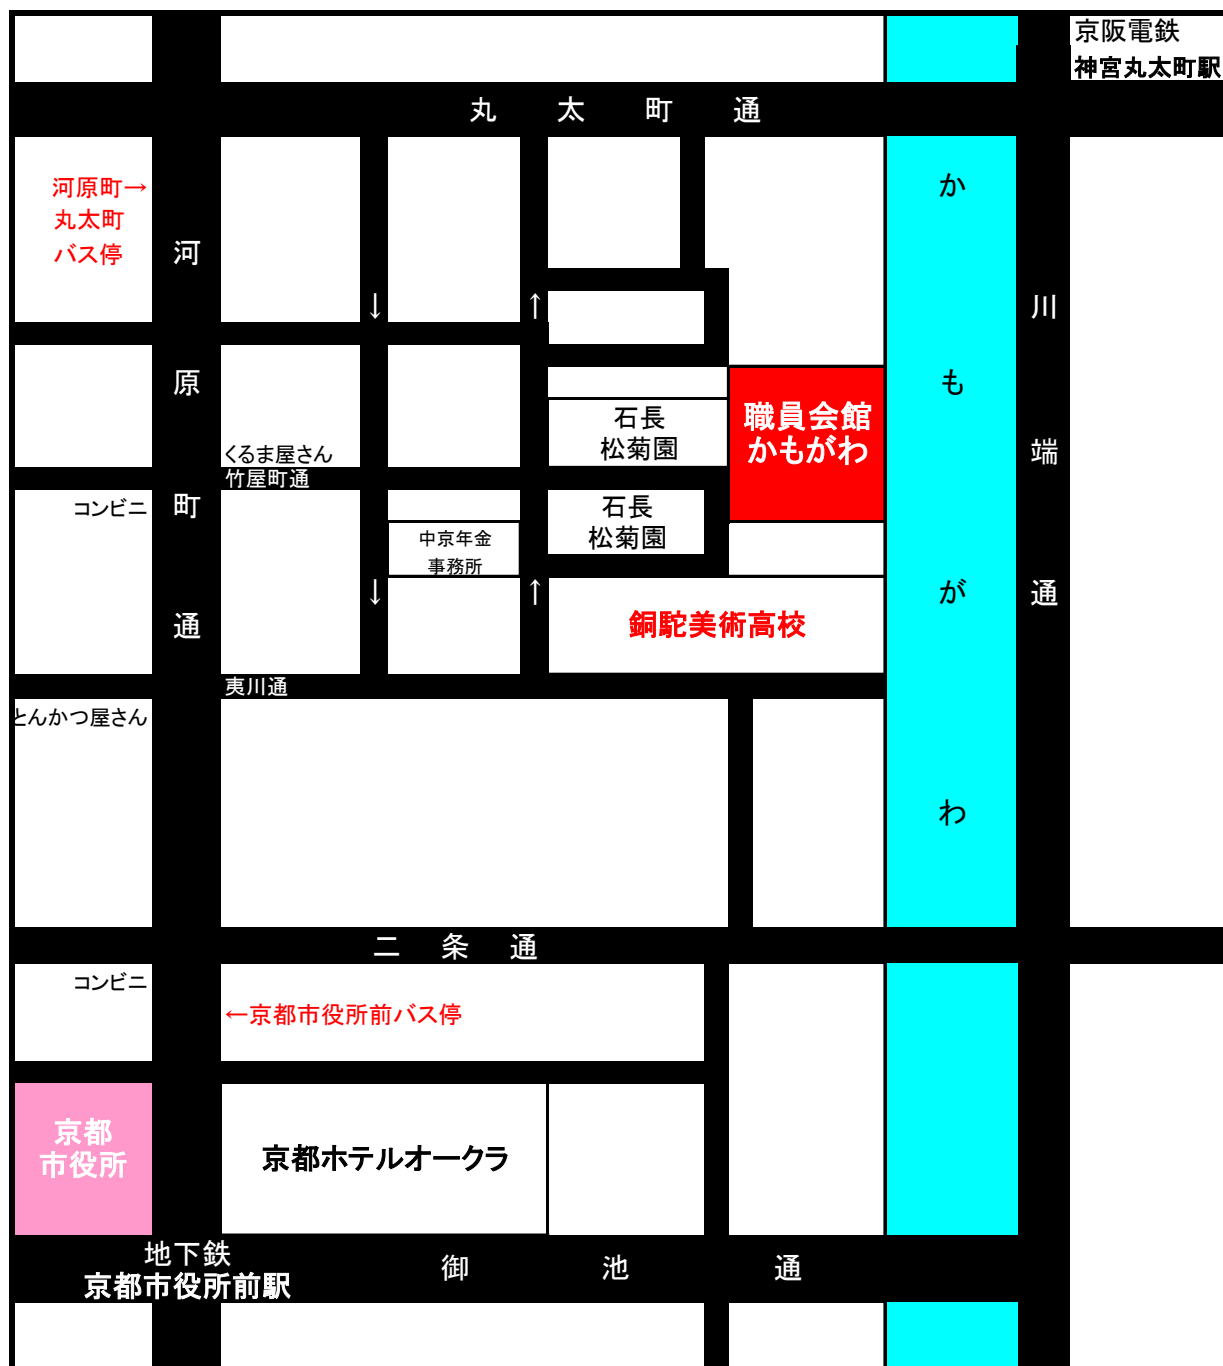 京阪電鉄
神宮丸太町駅
丸太町通
河原町→
丸太町
バス停
河原町通
↓
↑
かもがわ
川端通
職員会館
かもがわ
石長
松菊園
くるま屋さん
竹屋町通
コンビニ
石長
松菊園
中京年金
事務所
↓
↑
銅駝美術高校
夷川通
とんかつ屋さん
二条通
コンビニ
←京都市役所前バス停
京都
市役所
京都ホテルオークラ
地下鉄
京都市役所前駅
御池通